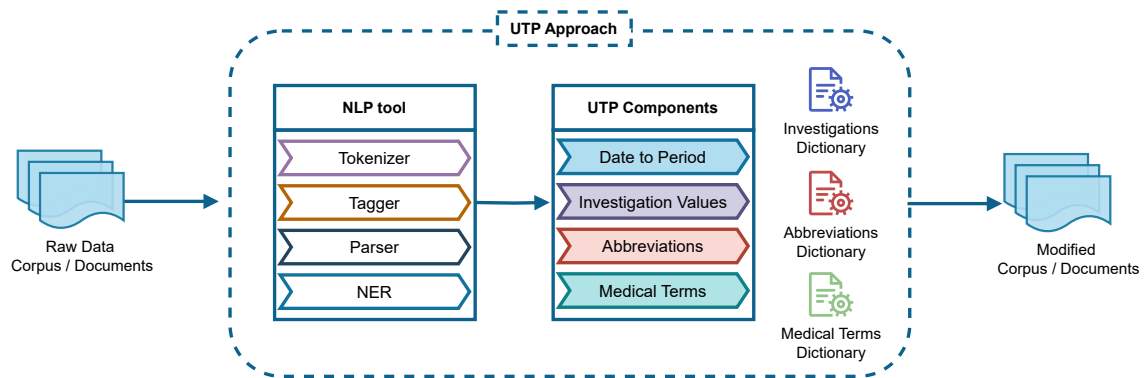 UTP Approach
Raw Data
Corpus / Documents
NLP tool
Tokenizer
Tagger
Parser
NER
UTP Components
Date to Period
Investigation Values
Abbreviations
Medical Terms
Investigations
Dictionary
Abbreviations
Dictionary
Medical Terms
Dictionary
Modified
Corpus / Documents